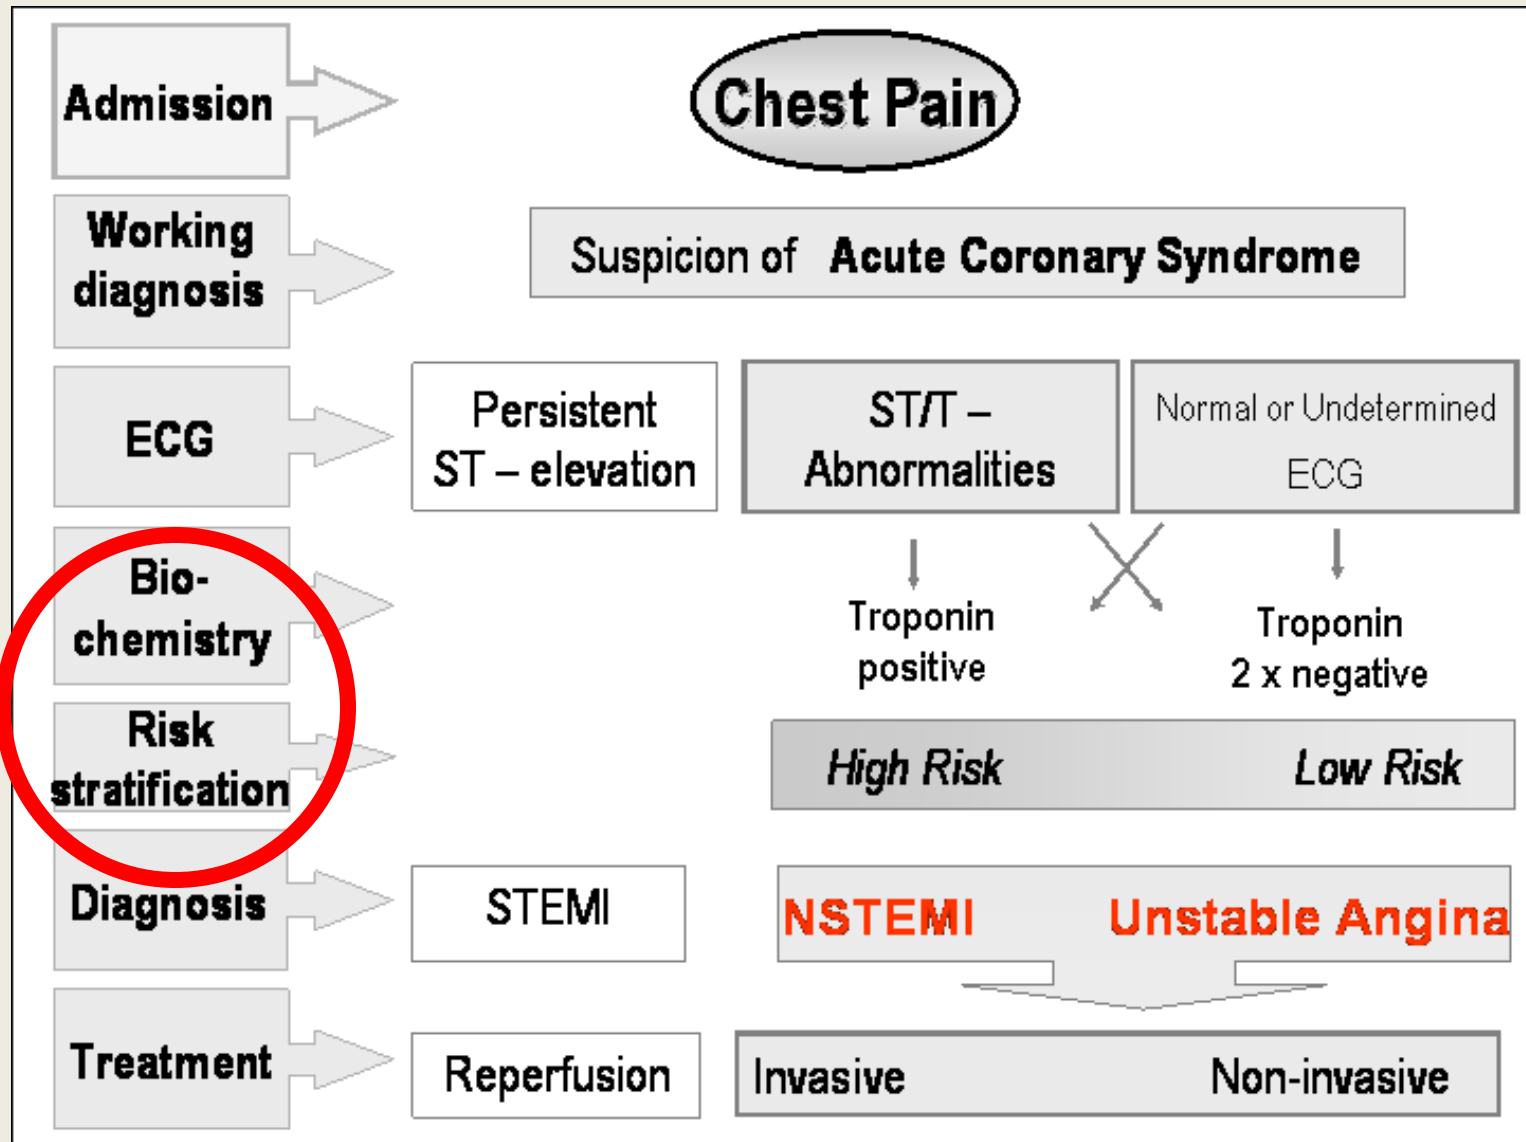 Admission
Chest Pain
Working
diagnosis
Suspicion of Acute Coronary Syndrome
ECG
Persistent
ST – elevation
ST/T –
Abnormalities
Normal or Undetermined
ECG
Bio-
chemistry
Troponin
positive
Troponin
2 x negative
Risk
stratification
High Risk
Low Risk
Diagnosis
STEMI
NSTEMI
Unstable Angina
Treatment
Reperfusion
Invasive
Non-invasive